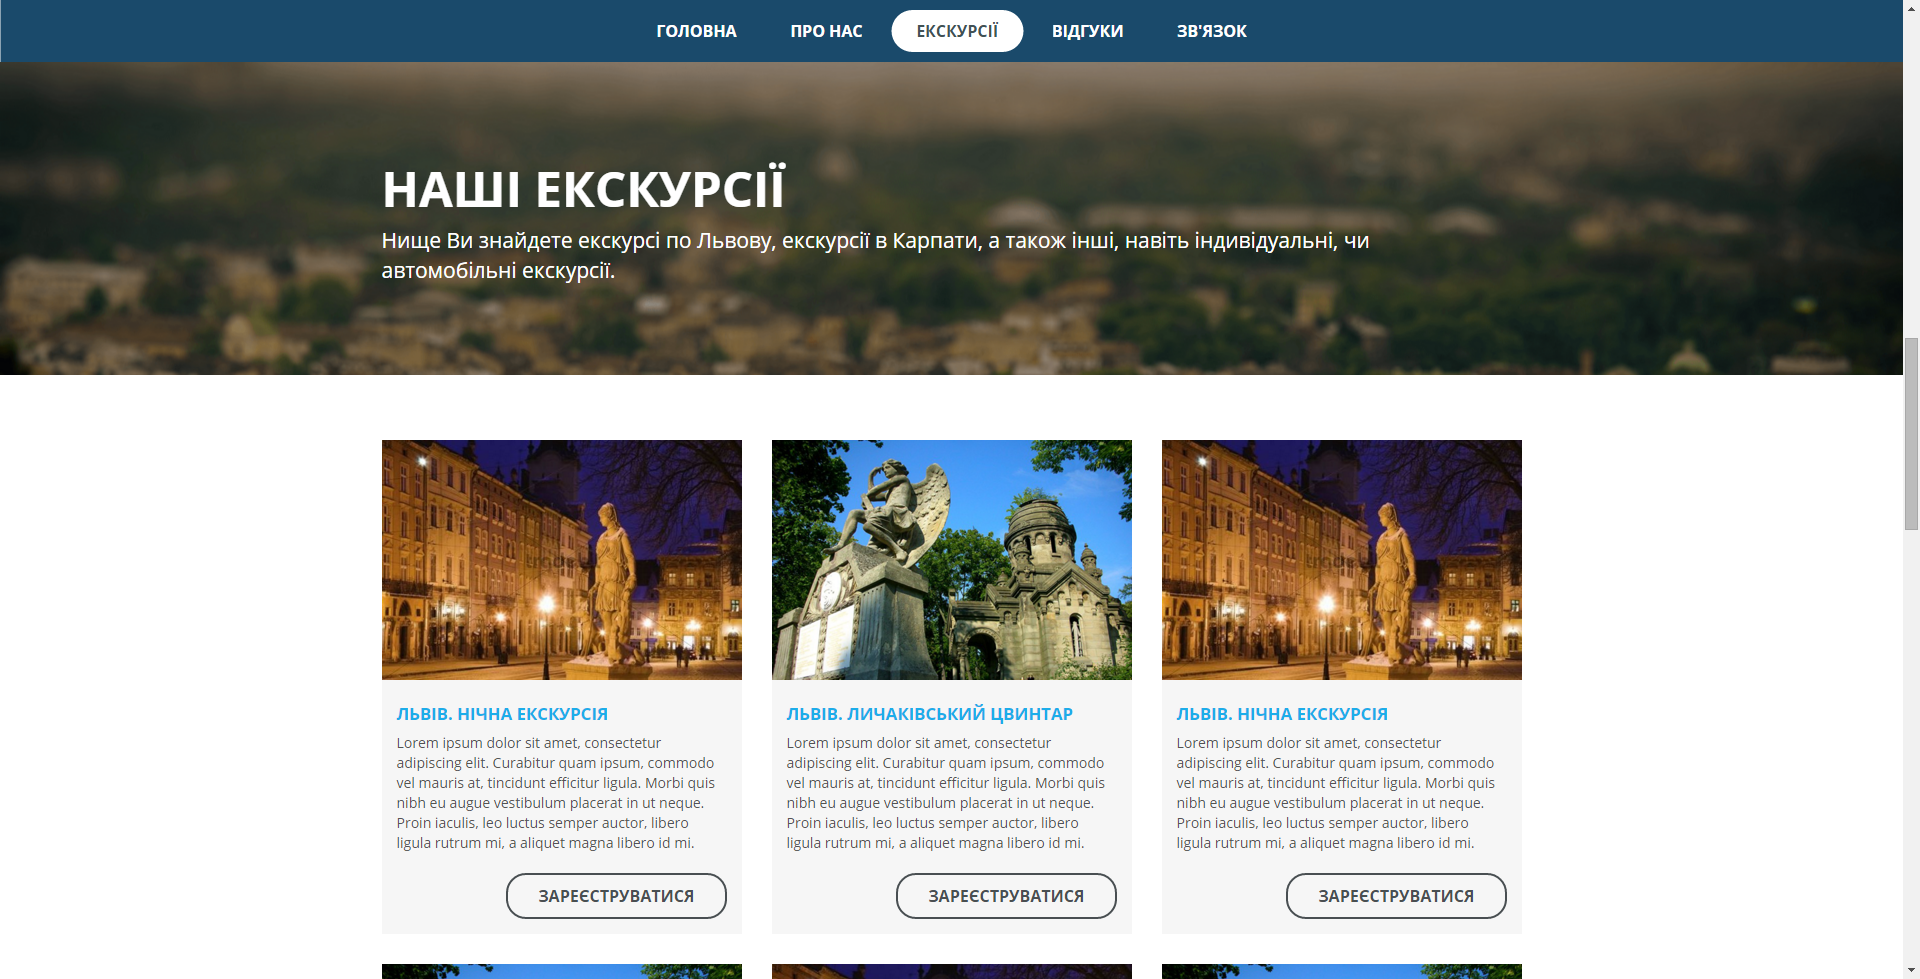 ГОЛОВНА ПРО НАС ЕКСКУРСІЇ ВІДГУКИ ЗВ'ЯЗОК
НАШІ ЕКСКУРСІЇ
Нище Ви знайдете екскурсі по Львову, екскурсії в Карпати, а також інші, навіть індивідуальні, чи
автомобільні екскурсії.
ЛЬВІВ. НІЧНА ЕКСКУРСІЯ
Lorem ipsum dolor sit amet, consectetur
adipiscing elit. Curabitur quam ipsum, commodo
vel mauris at, tincidunt efficitur ligula. Morbi quis
nibh eu augue vestibulum placerat in ut neque.
Proin iaculis, leo luctus semper auctor, libero
ligula rutrum mi, a aliquet magna libero id mi.
ЗАРЕЄСТРУВАТИСЯ
ЛЬВІВ. ЛИЧАКІВСЬКИЙ ЦВИНТАР
Lorem ipsum dolor sit amet, consectetur
adipiscing elit. Curabitur quam ipsum, commodo
vel mauris at, tincidunt efficitur ligula. Morbi quis
nibh eu augue vestibulum placerat in ut neque.
Proin iaculis, leo luctus semper auctor, libero
ligula rutrum mi, a aliquet magna libero id mi.
ЗАРЕЄСТРУВАТИСЯ
ЛЬВІВ. НІЧНА ЕКСКУРСІЯ
Lorem ipsum dolor sit amet, consectetur
adipiscing elit. Curabitur quam ipsum, commodo
vel mauris at, tincidunt efficitur ligula. Morbi quis
nibh eu augue vestibulum placerat in ut neque.
Proin iaculis, leo luctus semper auctor, libero
ligula rutrum mi, a aliquet magna libero id mi.
ЗАРЕЄСТРУВАТИСЯ